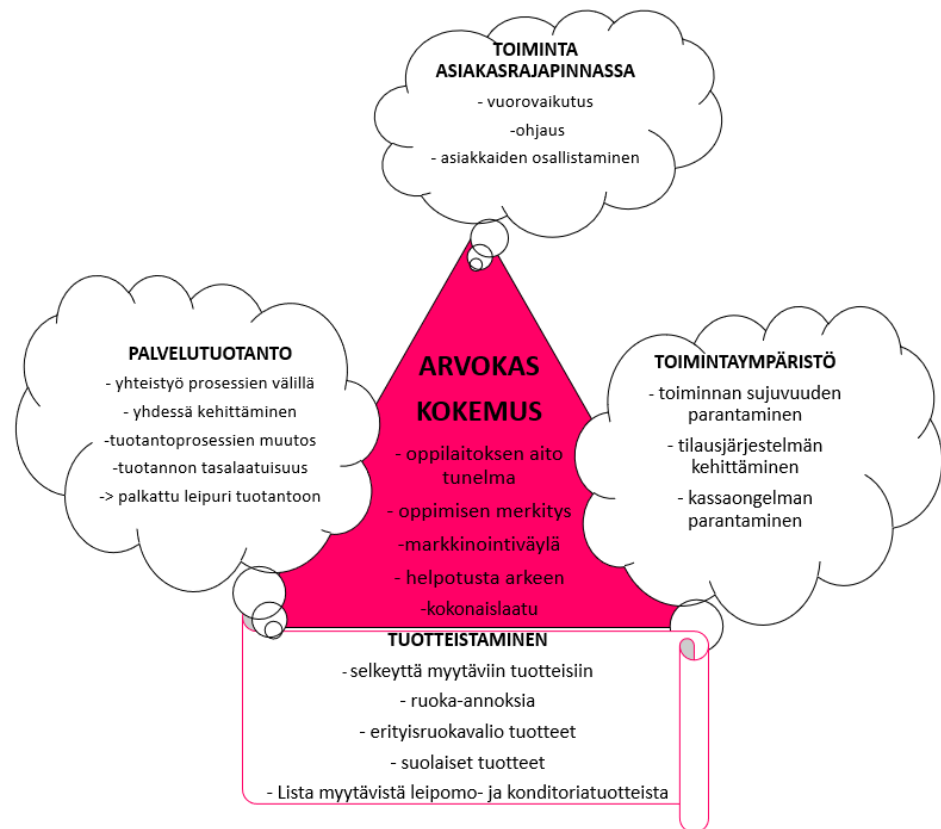 TOIMINTA
ASIAKASRAJAPINNASSA
- vuorovaikutus
-ohjaus
- asiakkaiden osallistaminen
PALVELUTUOTANTO
- yhteistyö prosessien välillä
- yhdessä kehittäminen
-tuotantoprosessien muutos
-tuotannon tasalaatuisuus
-> palkattu leipuri tuotantoon
ARVOKAS
KOKEMUS
- oppilaitoksen aito
tunelma
- oppimisen merkitys
-markkinointiväylä
- helpotusta arkeen
-kokonaislaatu
TOIMINTAYMPÄRISTÖ
- toiminnan sujuvuuden
parantaminen
- tilausjärjestelmän
kehittäminen
- kassaongelman
parantaminen
TUOTTEISTAMINEN
- selkeyttä myytäviin tuotteisiin
- ruoka-annoksia
- erityisruokavalio tuotteet
- suolaiset tuotteet
- Lista myytävistä leipomo- ja konditoriatuotteista